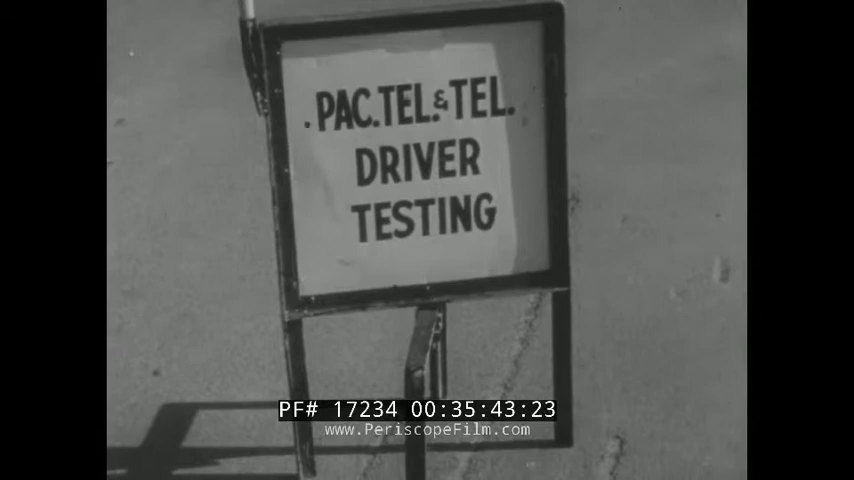 PAC.TEL.&TEL.
DRIVER
TESTING
PF# 17234 00:35:43:23
www.PeriscopeFilm.com